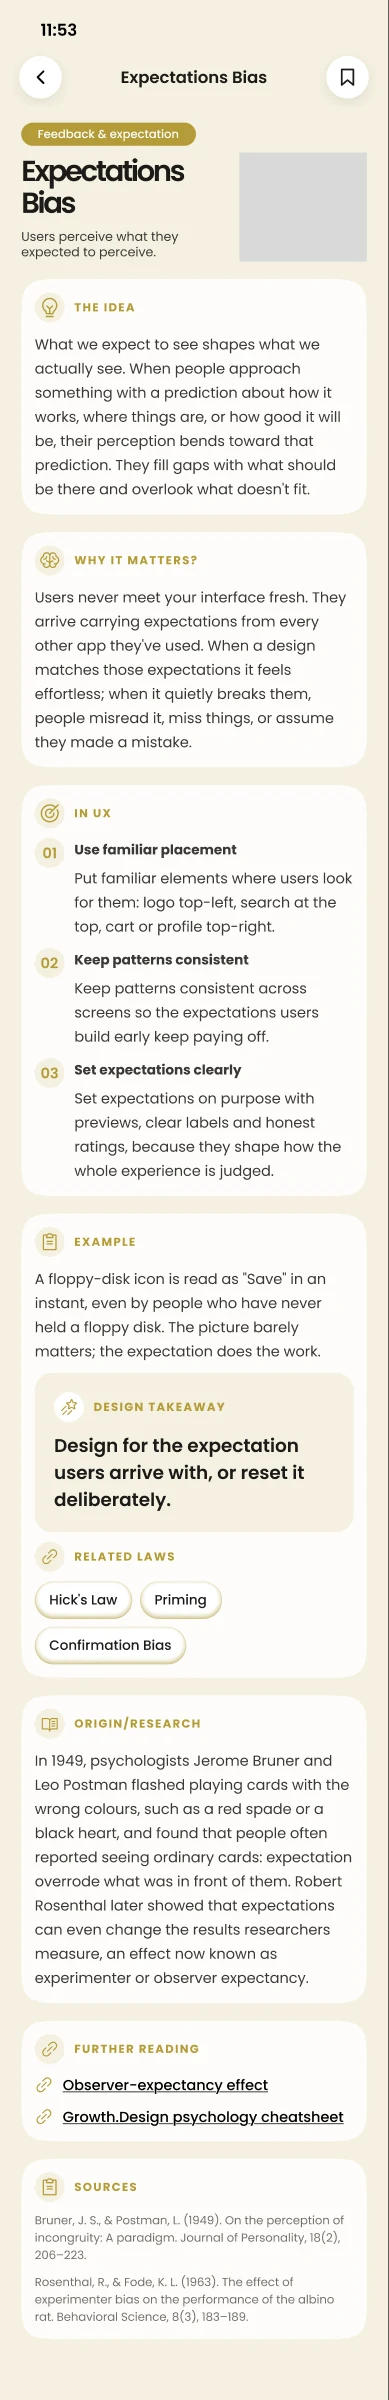 11:53
Expectations Bias
Feedback & expectation
Expectations
Bias
Users perceive what they
expected to perceive.
THE IDEA
What we expect to see shapes what we
actually see. When people approach
something with a prediction about how it
works, where things are, or how good it will
be, their perception bends toward that
prediction. They fill gaps with what should
be there and overlook what doesn't fit.
WHY IT MATTERS?
Users never meet your interface fresh. They
arrive carrying expectations from every
other app they've used. When a design
matches those expectations it feels
effortless; when it quietly breaks them,
people misread it, miss things, or assume
they made a mistake.
IN UX
01 Use familiar placement
Put familiar elements where users look
for them: logo top-left, search at the
top, cart or profile top-right.
02 Keep patterns consistent
Keep patterns consistent across
screens so the expectations users
build early keep paying off.
03 Set expectations clearly
Set expectations on purpose with
previews, clear labels and honest
ratings, because they shape how the
whole experience is judged.
EXAMPLE
A floppy-disk icon is read as "Save" in an
instant, even by people who have never
held a floppy disk. The picture barely
matters; the expectation does the work.
DESIGN TAKEAWAY
Design for the expectation
users arrive with, or reset it
deliberately.
RELATED LAWS
Hick's Law Priming
Confirmation Bias
ORIGIN/RESEARCH
In 1949, psychologists Jerome Bruner and
Leo Postman flashed playing cards with the
wrong colours, such as a red spade or a
black heart, and found that people often
reported seeing ordinary cards: expectation
overrode what was in front of them. Robert
Rosenthal later showed that expectations
can even change the results researchers
measure, an effect now known as
experimenter or observer expectancy.
FURTHER READING
Observer-expectancy effect
Growth.Design psychology cheatsheet
SOURCES
Bruner, J. S., & Postman, L. (1949). On the perception of
incongruity: A paradigm. Journal of Personality, 18(2),
206–223.
Rosenthal, R., & Fode, K. L. (1963). The effect of
experimenter bias on the performance of the albino
rat. Behavioral Science, 8(3), 183–189.